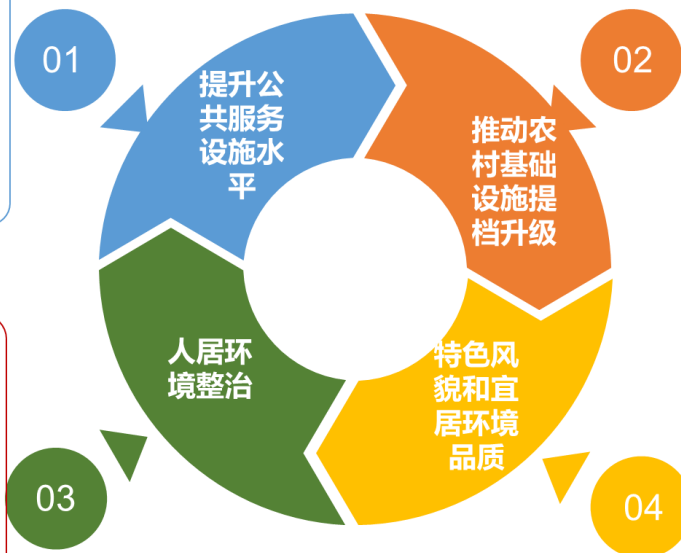 01
提升公
共服务
设施水
平
02
推动农
村基础
设施提
档升级
03
人居环
境整治
04
特色风
貌和宜
居环境
品质